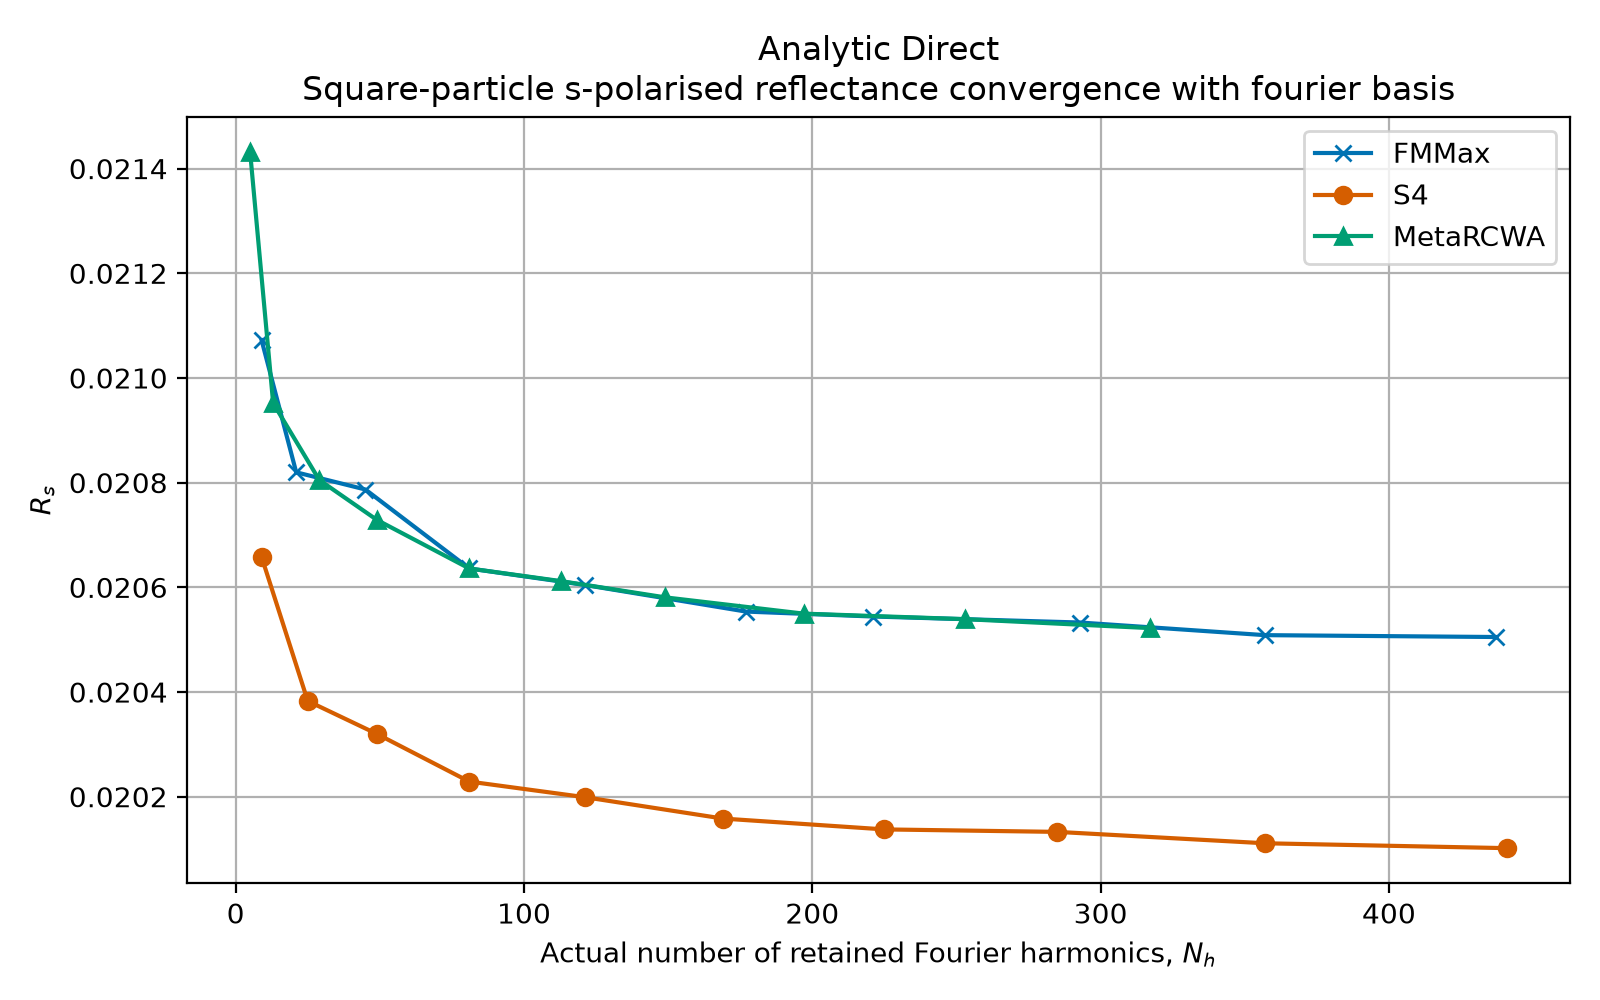 Analytic Direct
Square-particle s-polarised reflectance convergence with fourier basis
FMMax
S4
MetaRCWA
0.0214
0.0212
0.0210
0.0208
0.0206
0.0204
0.0202
R_s
0 100 200 300 400
Actual number of retained Fourier harmonics, N_h